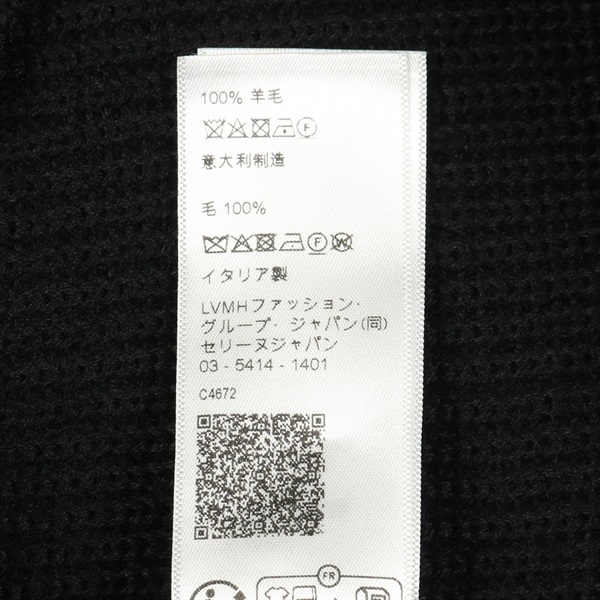 100% 羊毛
F
意大利制造
毛 100%
F W
イタリア製
LVMHファッション・
グループ・ジャパン(同)
セリーヌジャパン
03 - 5414 - 1401
C4672
FR